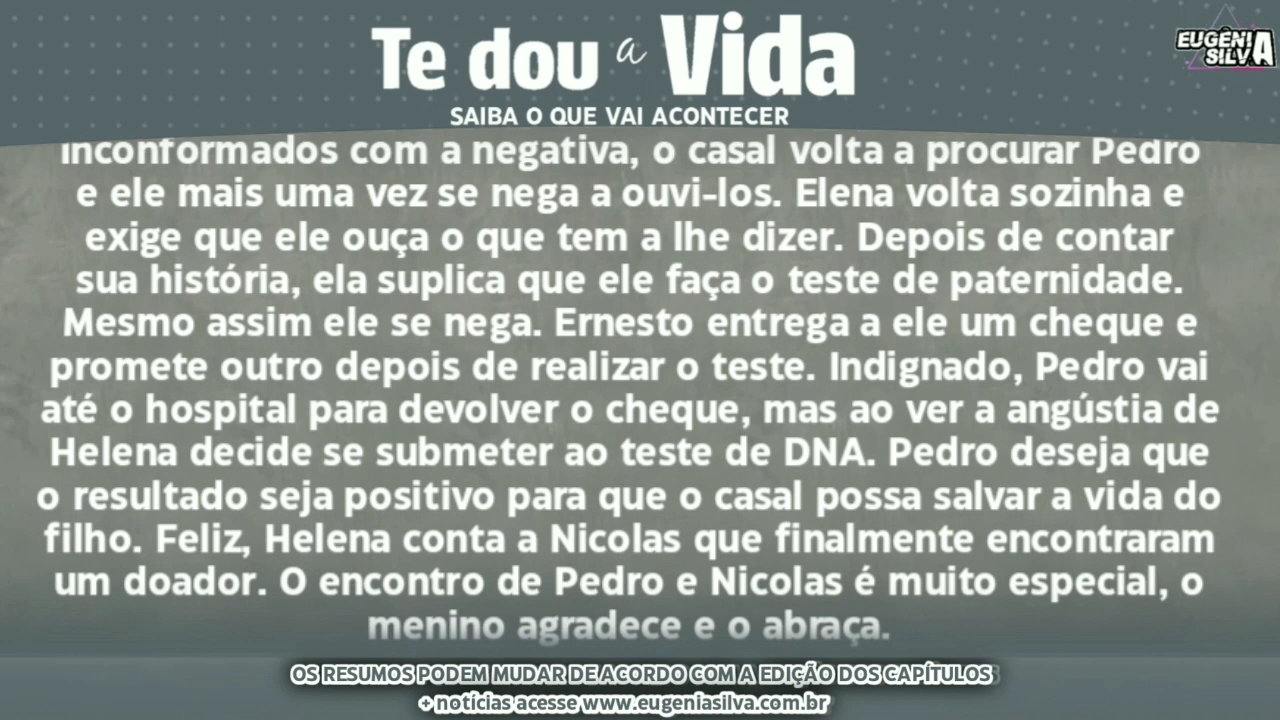 Te dou a Vida
EUGÊNI
SILVA
SAIBA O QUE VAI ACONTECER
inconformados com a negativa, o casal volta a procurar Pedro
e ele mais uma vez se nega a ouvi-los. Elena volta sozinha e
exige que ele ouça o que tem a lhe dizer. Depois de contar
sua história, ela suplica que ele faça o teste de paternidade.
Mesmo assim ele se nega. Ernesto entrega a ele um cheque e
promete outro depois de realizar o teste. Indignado, Pedro vai
até o hospital para devolver o cheque, mas ao ver a angústia de
Helena decide se submeter ao teste de DNA. Pedro deseja que
o resultado seja positivo para que o casal possa salvar a vida do
filho. Feliz, Helena conta a Nicolas que finalmente encontraram
um doador. O encontro de Pedro e Nicolas é muito especial, o
menino agradece e o abraça.
OS RESUMOS PODEM MUDAR DE ACORDO COM A EDIÇÃO DOS CAPÍTULOS
+ notícias acesse www.eugeniasilva.com.br